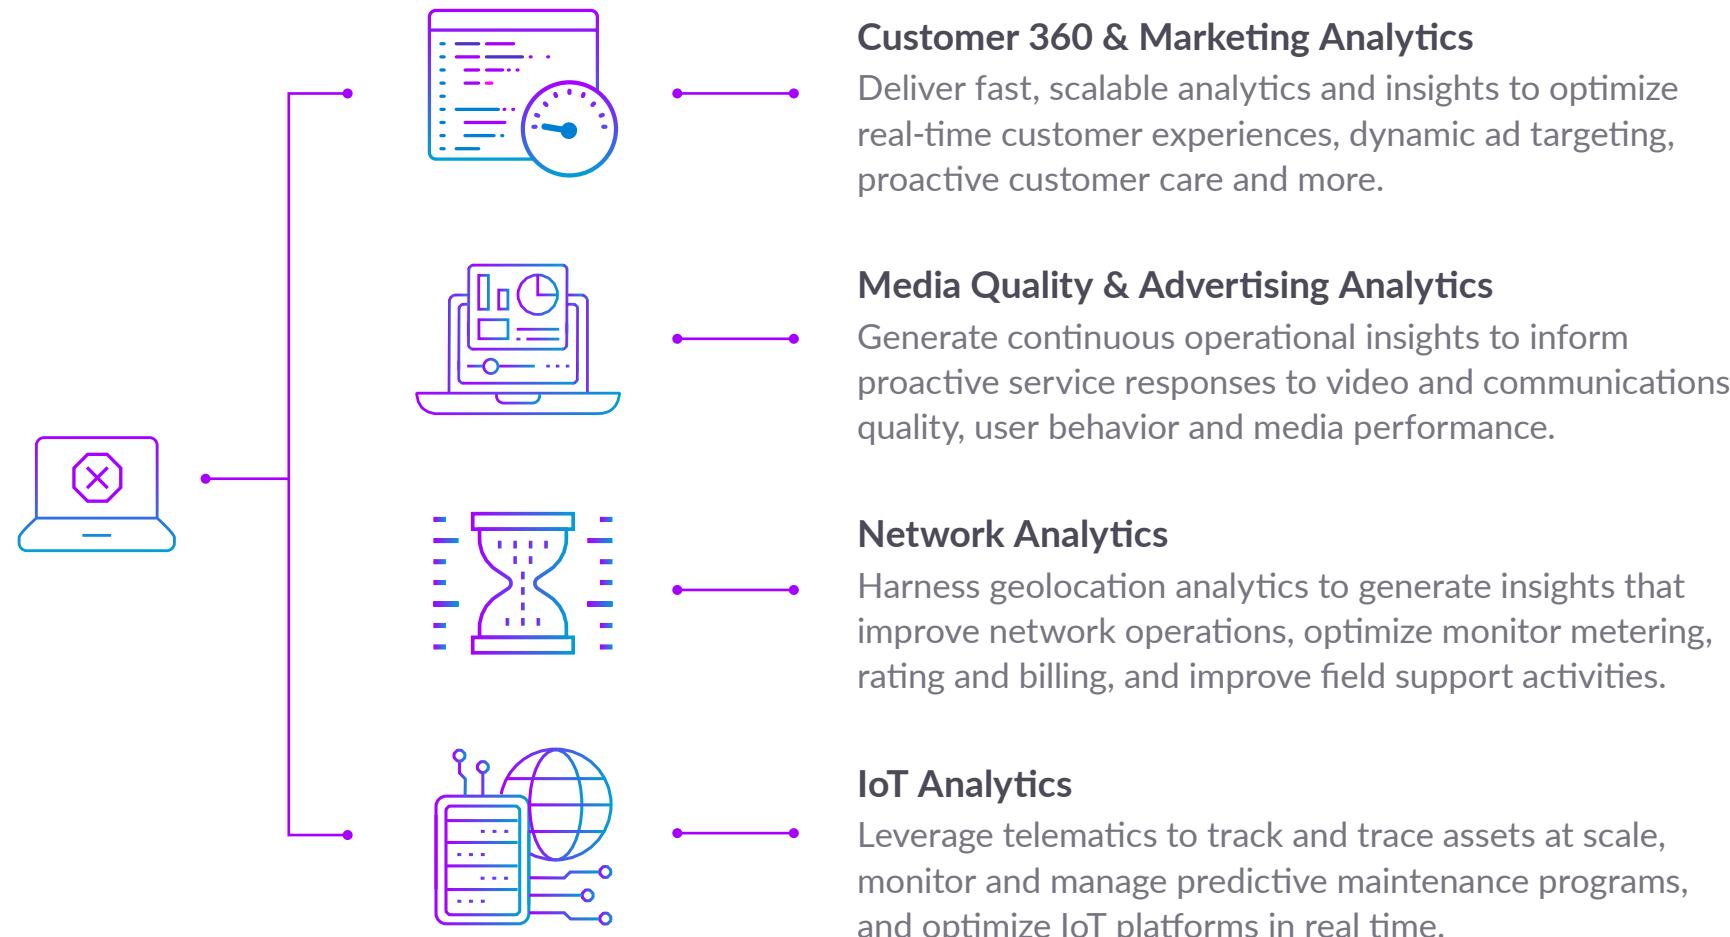 Customer 360 & Marketing Analytics
Deliver fast, scalable analytics and insights to optimize
real-time customer experiences, dynamic ad targeting,
proactive customer care and more.
Media Quality & Advertising Analytics
Generate continuous operational insights to inform
proactive service responses to video and communications
quality, user behavior and media performance.
Network Analytics
Harness geolocation analytics to generate insights that
improve network operations, optimize monitor metering,
rating and billing, and improve field support activities.
IoT Analytics
Leverage telematics to track and trace assets at scale,
monitor and manage predictive maintenance programs,
and optimize IoT platforms in real time.